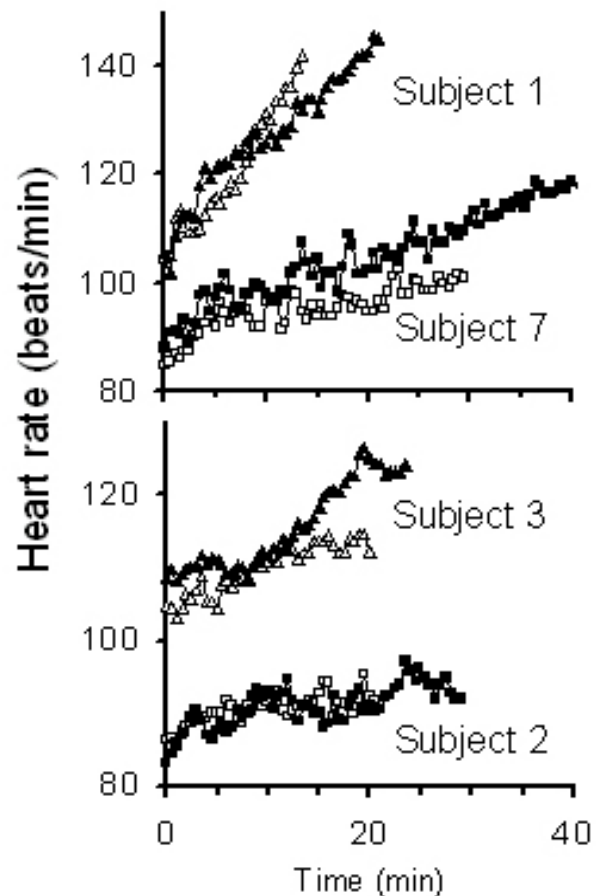 140
120
100
80
Subject 1
Subject 7
Heart rate (beats/min)
120
100
80
Subject 3
Subject 2
0
20
40
Time (min)